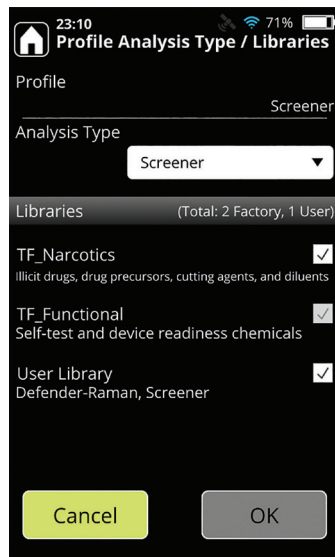 23:10 71%
Profile Analysis Type / Libraries
Profile
Screener
Analysis Type
Screener
Libraries (Total: 2 Factory, 1 User)
TF_Narcotics
Illicit drugs, drug precursors, cutting agents, and diluents
TF_Functional
Self-test and device readiness chemicals
User Library
Defender-Raman, Screener
Cancel OK